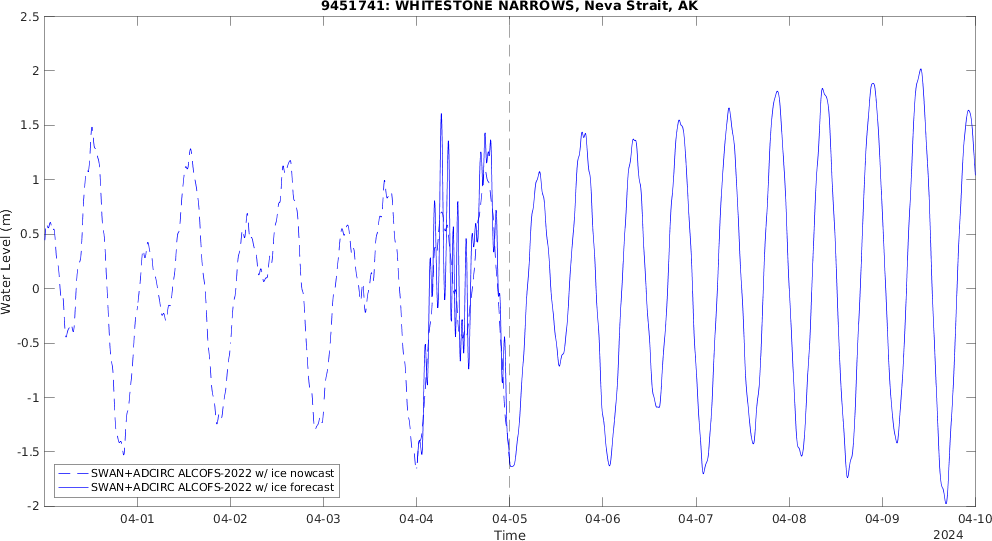 9451741: WHITESTONE NARROWS, Neva Strait, AK
2.5
2
1.5
1
0.5
0
-0.5
-1
-1.5
-2
Water Level (m)
SWAN+ADCIRC ALCOFS-2022 w/ ice nowcast
SWAN+ADCIRC ALCOFS-2022 w/ ice forecast
04-01 04-02 04-03 04-04 04-05 04-06 04-07 04-08 04-09 04-10
Time
2024